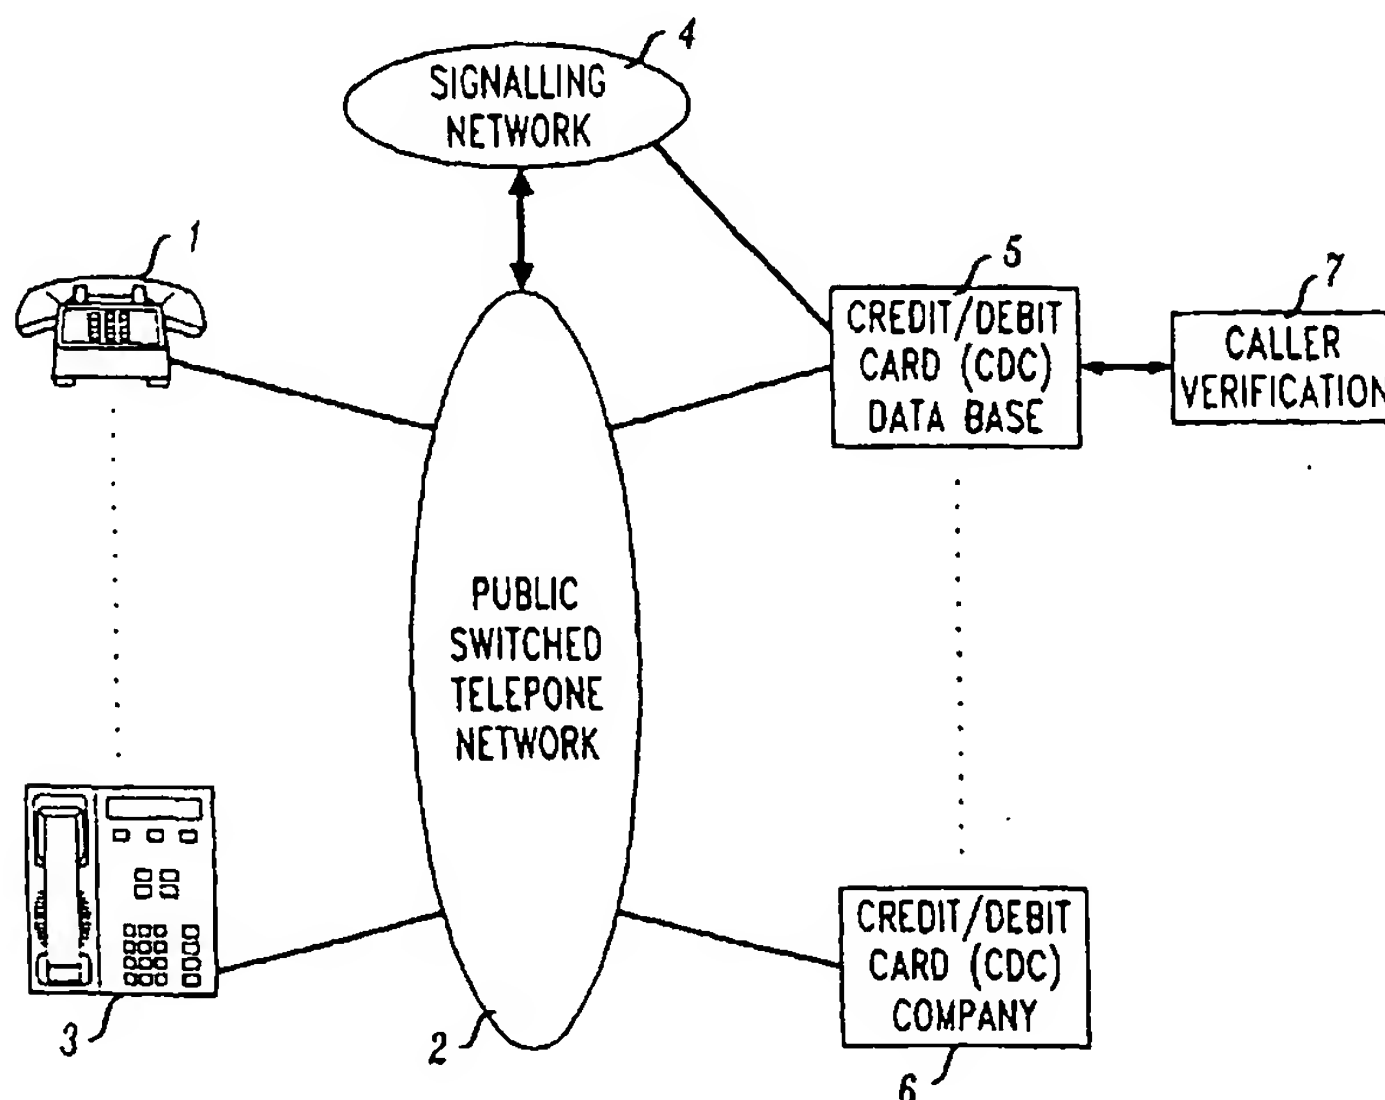 4
SIGNALLING
NETWORK
1
5
7
CREDIT/DEBIT
CARD (CDC)
DATA BASE
CALLER
VERIFICATION
PUBLIC
SWITCHED
TELEPONE
NETWORK
CREDIT/DEBIT
CARD (CDC)
COMPANY
3
2
6